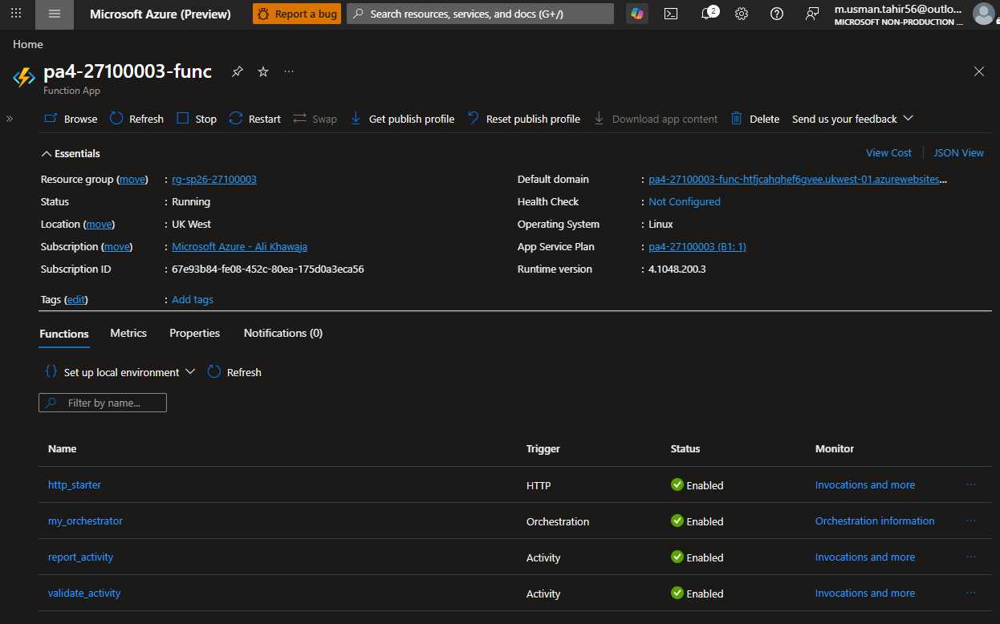 Microsoft Azure (Preview)
Report a bug
Search resources, services, and docs (G+/)
2
m.usman.tahir56@outlo...
MICROSOFT NON-PRODUCTION ...
Home
pa4-27100003-func
Function App
Browse Refresh Stop Restart Swap Get publish profile Reset publish profile Download app content Delete Send us your feedback
Essentials
View Cost JSON View
Resource group (move) : rg-sp26-27100003
Status : Running
Location (move) : UK West
Subscription (move) : Microsoft Azure - Ali Khawaja
Subscription ID : 67e93b84-fe08-452c-80ea-175d0a3eca56
Default domain : pa4-27100003-func-htfjcahqhef6gvee.ukwest-01.azurewebsites...
Health Check : Not Configured
Operating System : Linux
App Service Plan : pa4-27100003 (B1: 1)
Runtime version : 4.1048.200.3
Tags (edit) : Add tags
Functions Metrics Properties Notifications (0)
Set up local environment Refresh
Filter by name...
Name Trigger Status Monitor
http_starter HTTP Enabled Invocations and more
my_orchestrator Orchestration Enabled Orchestration information
report_activity Activity Enabled Invocations and more
validate_activity Activity Enabled Invocations and more